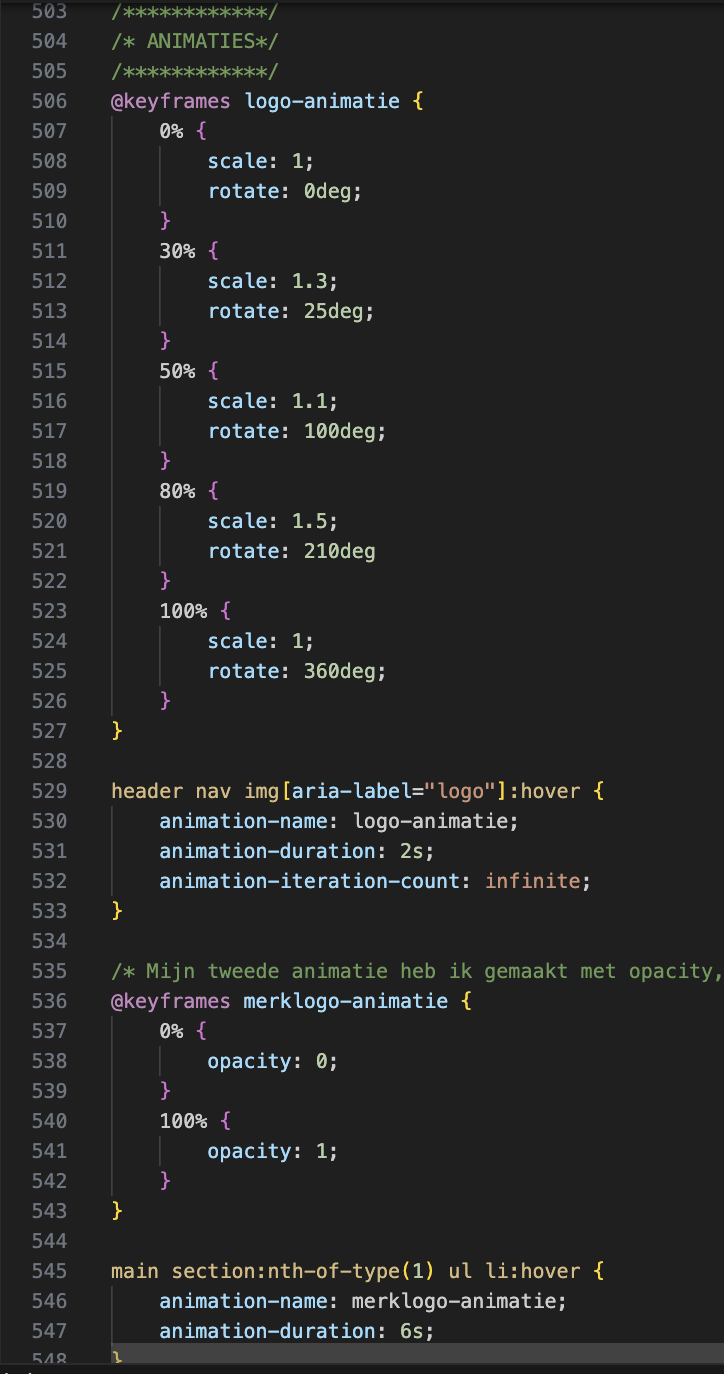 503 /************/
504 /* ANIMATIES*/
505 /************/
506 @keyframes logo-animatie {
507 0% {
508 scale: 1;
509 rotate: 0deg;
510 }
511 30% {
512 scale: 1.3;
513 rotate: 25deg;
514 }
515 50% {
516 scale: 1.1;
517 rotate: 100deg;
518 }
519 80% {
520 scale: 1.5;
521 rotate: 210deg
522 }
523 100% {
524 scale: 1;
525 rotate: 360deg;
526 }
527 }
528
529 header nav img[aria-label="logo"]:hover {
530 animation-name: logo-animatie;
531 animation-duration: 2s;
532 animation-iteration-count: infinite;
533 }
534
535 /* Mijn tweede animatie heb ik gemaakt met opacity,
536 @keyframes merklogo-animatie {
537 0% {
538 opacity: 0;
539 }
540 100% {
541 opacity: 1;
542 }
543 }
544
545 main section:nth-of-type(1) ul li:hover {
546 animation-name: merklogo-animatie;
547 animation-duration: 6s;
548 }